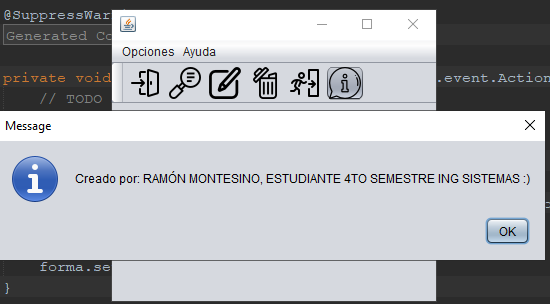 @SuppressWar
Generated Co
Opciones Ayuda
private void
.event.Action
// TODO
Message
Creado por: RAMÓN MONTESINO, ESTUDIANTE 4TO SEMESTRE ING SISTEMAS :)
OK
forma.se
}